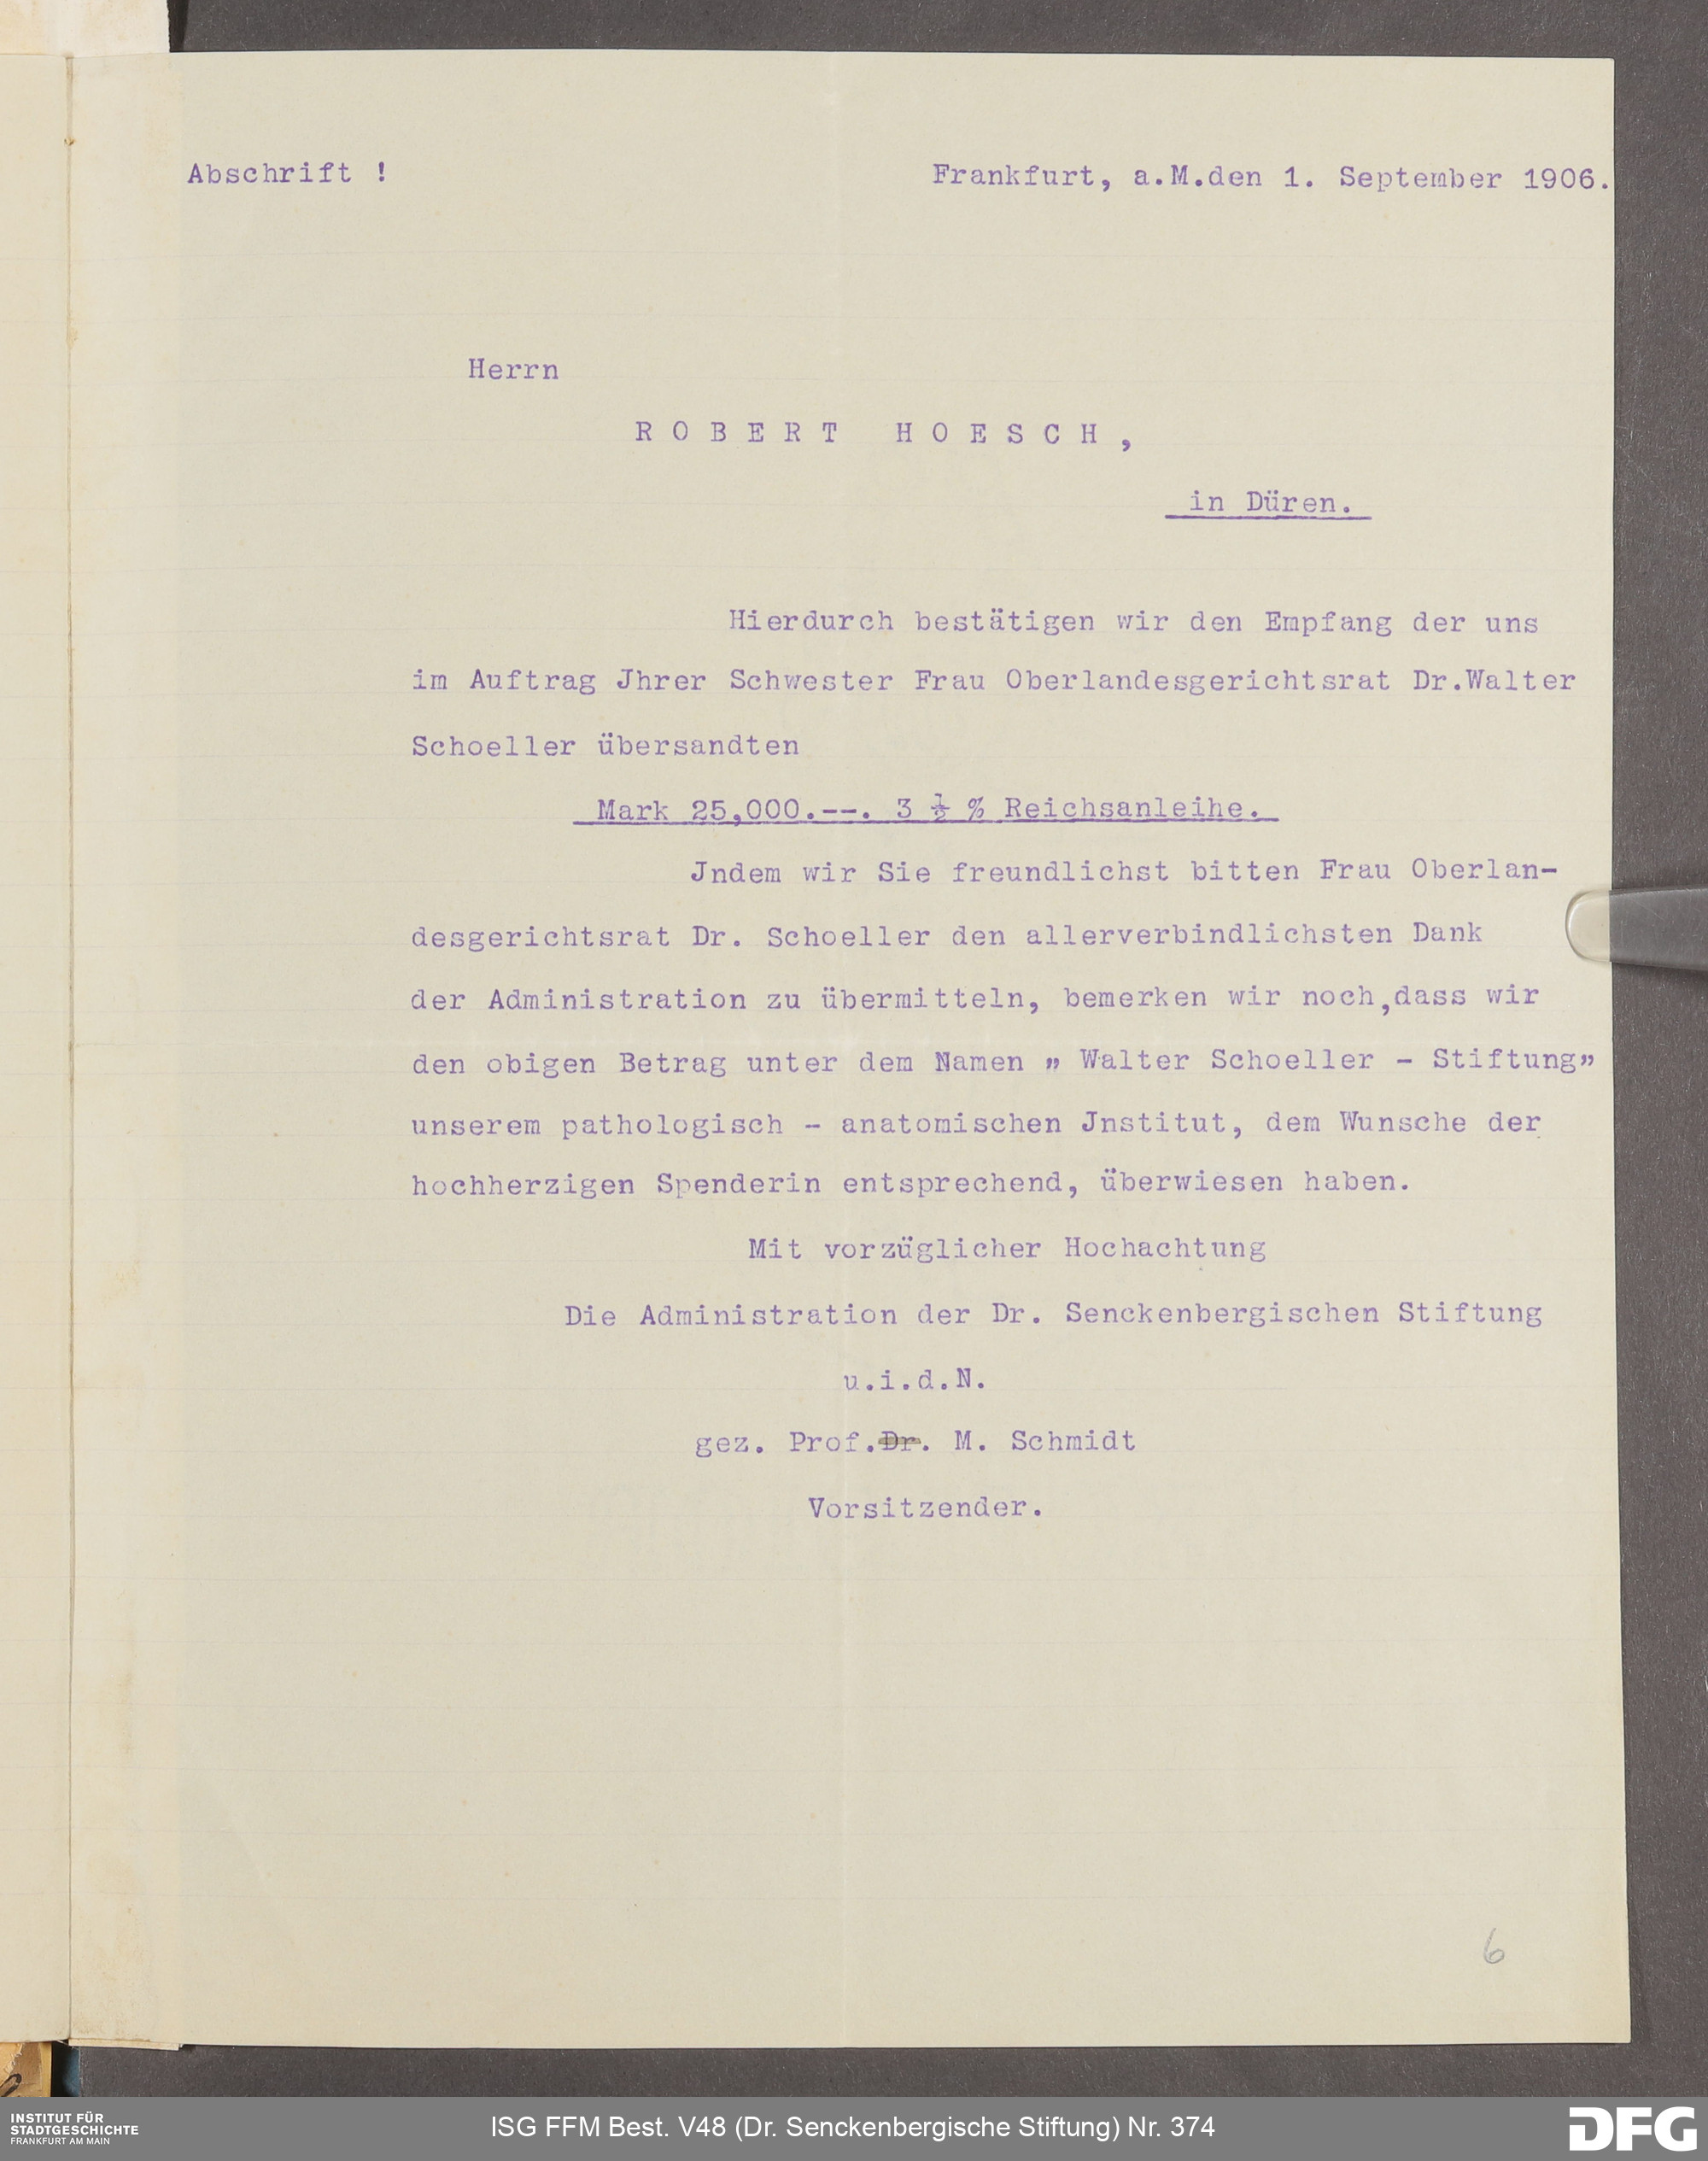 Abschrift !
Frankfurt, a.M.den 1. September 1906.
Herrn
R O B E R T  H O E S C H ,
in Düren.
Hierdurch bestätigen wir den Empfang der uns
im Auftrag Jhrer Schwester Frau Oberlandesgerichtsrat Dr.Walter
Schoeller übersandten
Mark 25,000.--. 3 ½ % Reichsanleihe.
Jndem wir Sie freundlichst bitten Frau Oberlan-
desgerichtsrat Dr. Schoeller den allerverbindlichsten Dank
der Administration zu übermitteln, bemerken wir noch,dass wir
den obigen Betrag unter dem Namen „ Walter Schoeller - Stiftung”
unserem pathologisch - anatomischen Jnstitut, dem Wunsche der
hochherzigen Spenderin entsprechend, überwiesen haben.
Mit vorzüglicher Hochachtung
Die Administration der Dr. Senckenbergischen Stiftung
u.i.d.N.
gez. Prof.Dr. M. Schmidt
Vorsitzender.
6
INSTITUT FÜR
STADTGESCHICHTE
FRANKFURT AM MAIN
ISG FFM Best. V48 (Dr. Senckenbergische Stiftung) Nr. 374
DFG